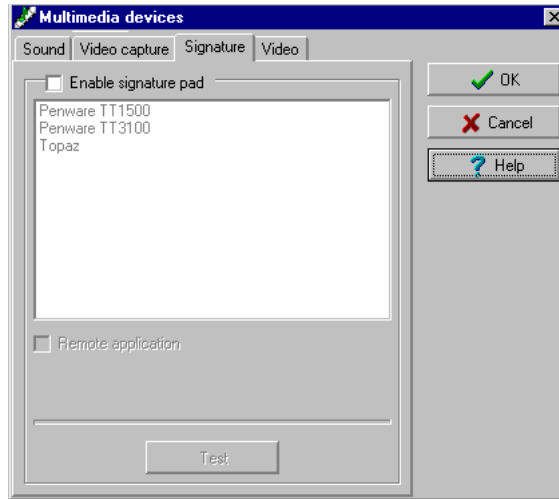 Multimedia devices
Sound Video capture Signature Video
Enable signature pad
Penware TT1500
Penware TT3100
Topaz
Remote application
Test
OK
Cancel
Help